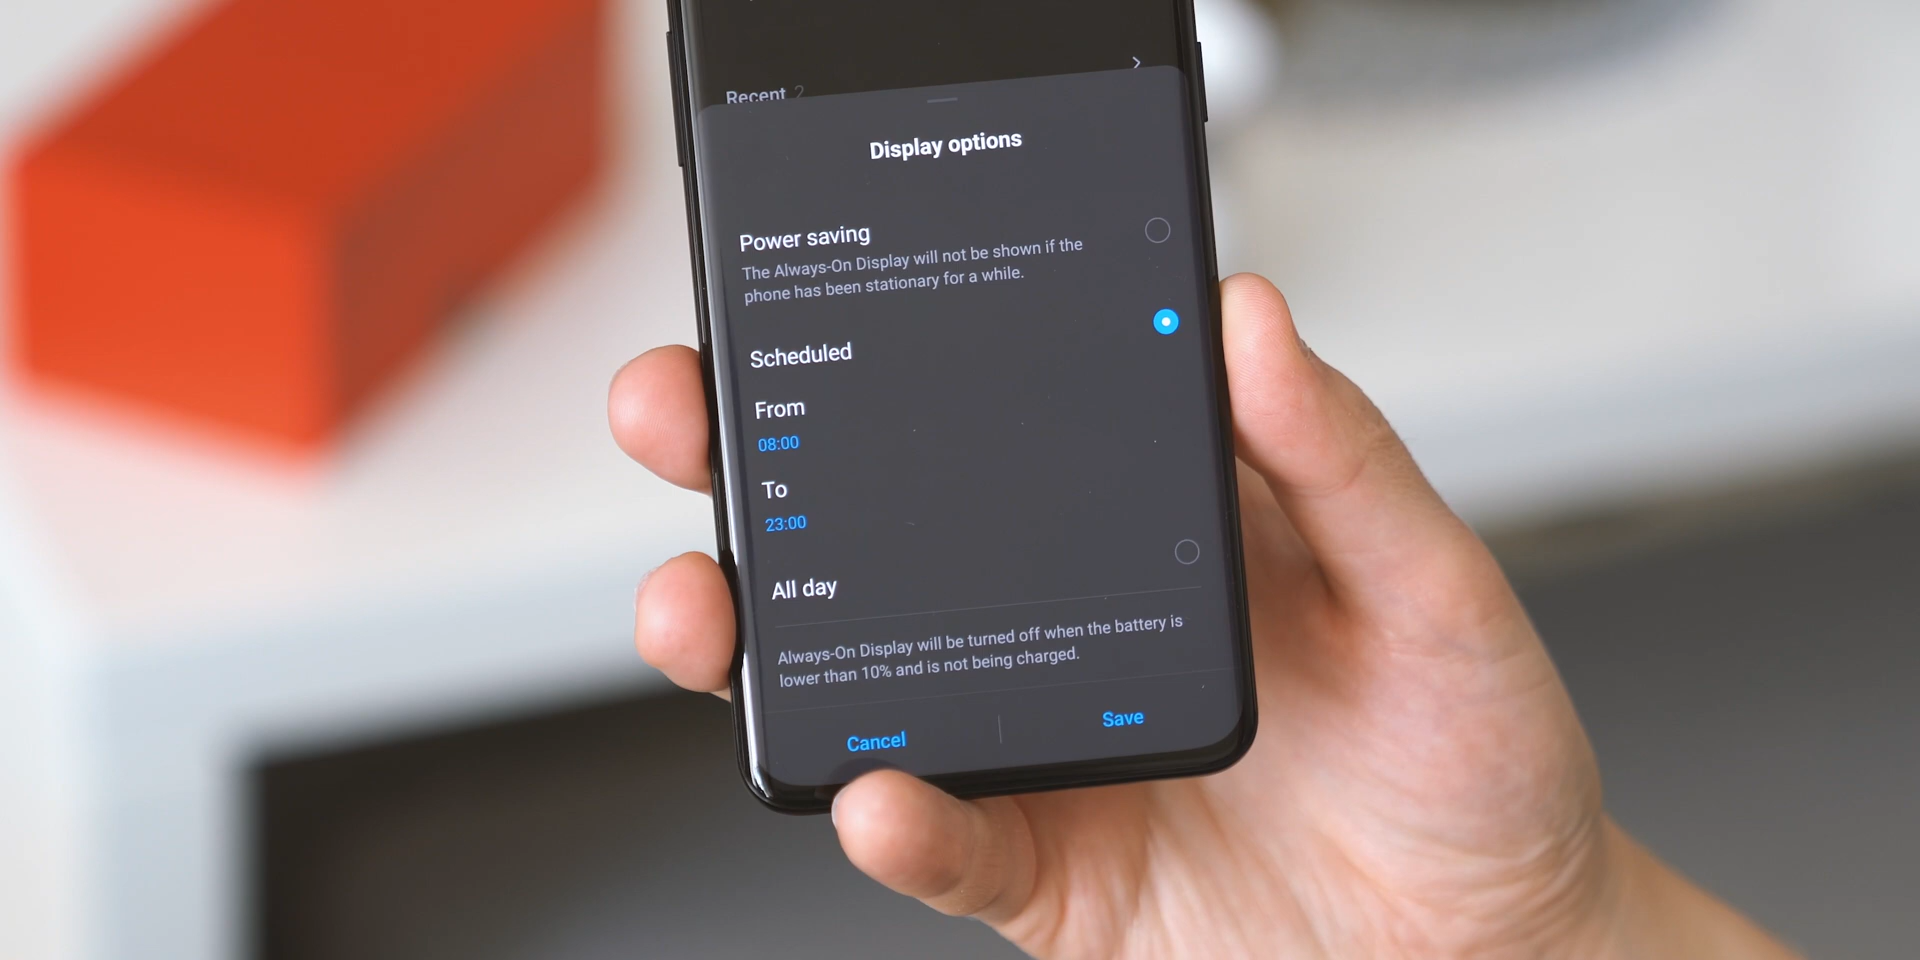 Recent 2
Display options
Power saving
The Always-On Display will not be shown if the
phone has been stationary for a while.
Scheduled
From
08:00
To
23:00
All day
Always-On Display will be turned off when the battery is
lower than 10% and is not being charged.
Cancel
Save